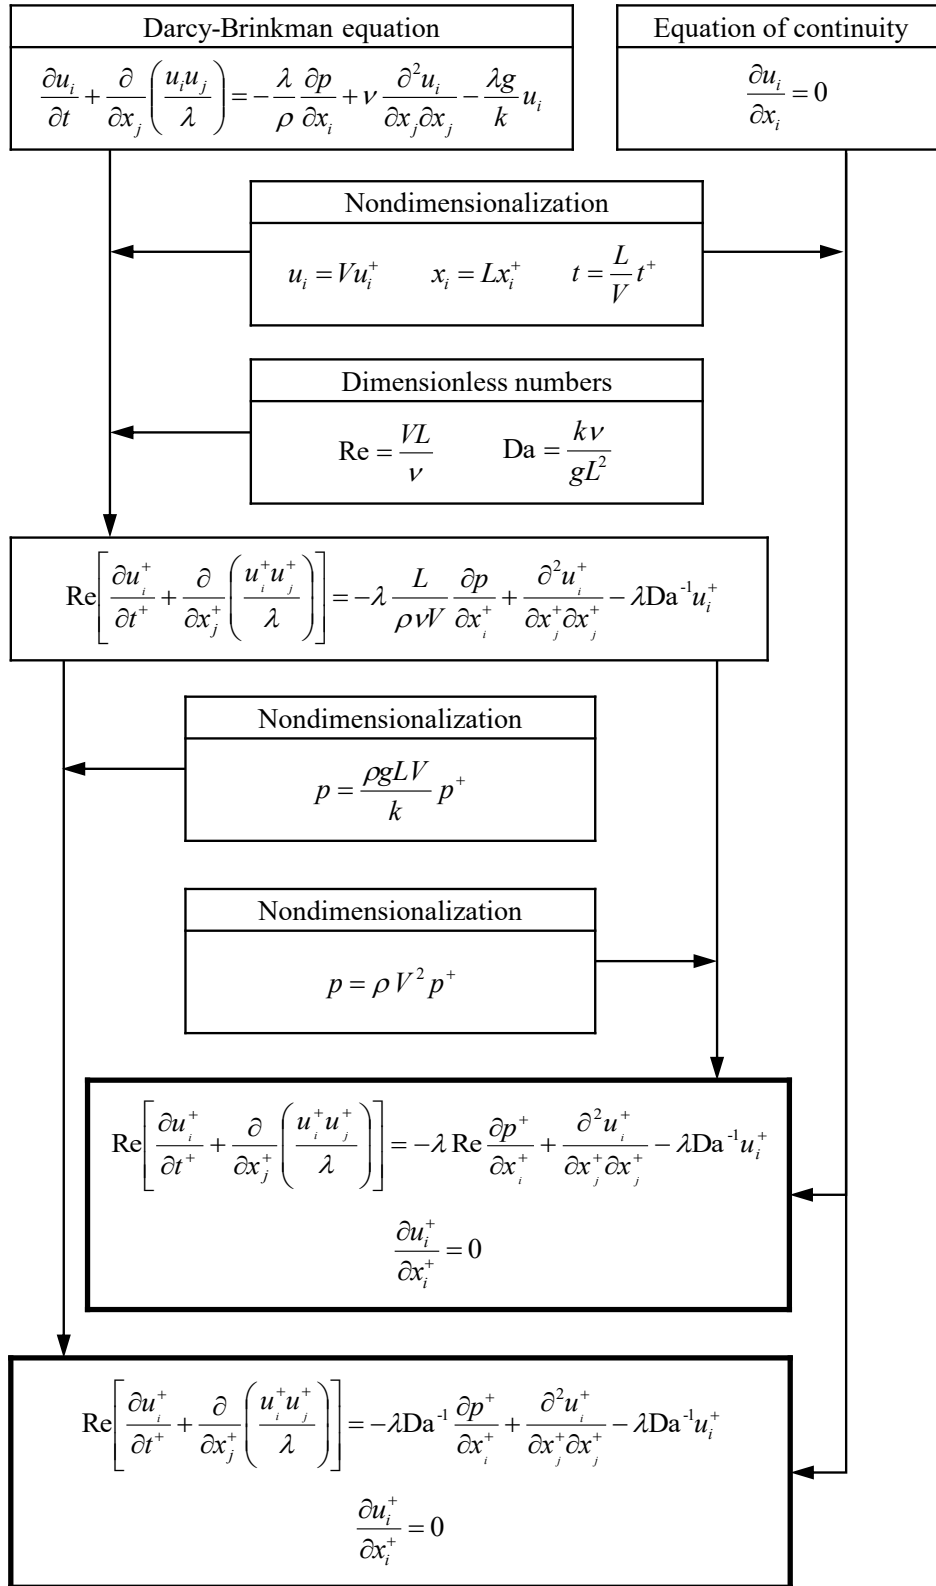 Darcy-Brinkman equation
∂u_i/∂t + ∂/∂x_j (u_i u_j/λ) = −λ/ρ ∂p/∂x_i + ν ∂²u_i/∂x_j∂x_j − λg/k u_i
Equation of continuity
∂u_i/∂x_i = 0
Nondimensionalization
u_i = Vu_i^+ x_i = Lx_i^+ t = L/V t^+
Dimensionless numbers
Re = VL/ν Da = kν/gL²
Re[∂u_i^+/∂t^+ + ∂/∂x_j^+ (u_i^+ u_j^+/λ)] = −λ L/ρνV ∂p/∂x_i^+ + ∂²u_i^+/∂x_j^+∂x_j^+ − λDa^-1 u_i^+
Nondimensionalization
p = ρgLV/k p^+
Nondimensionalization
p = ρV² p^+
Re[∂u_i^+/∂t^+ + ∂/∂x_j^+ (u_i^+ u_j^+/λ)] = −λ Re ∂p^+/∂x_i^+ + ∂²u_i^+/∂x_j^+∂x_j^+ − λDa^-1 u_i^+
∂u_i^+/∂x_i^+ = 0
Re[∂u_i^+/∂t^+ + ∂/∂x_j^+ (u_i^+ u_j^+/λ)] = −λDa^-1 ∂p^+/∂x_i^+ + ∂²u_i^+/∂x_j^+∂x_j^+ − λDa^-1 u_i^+
∂u_i^+/∂x_i^+ = 0